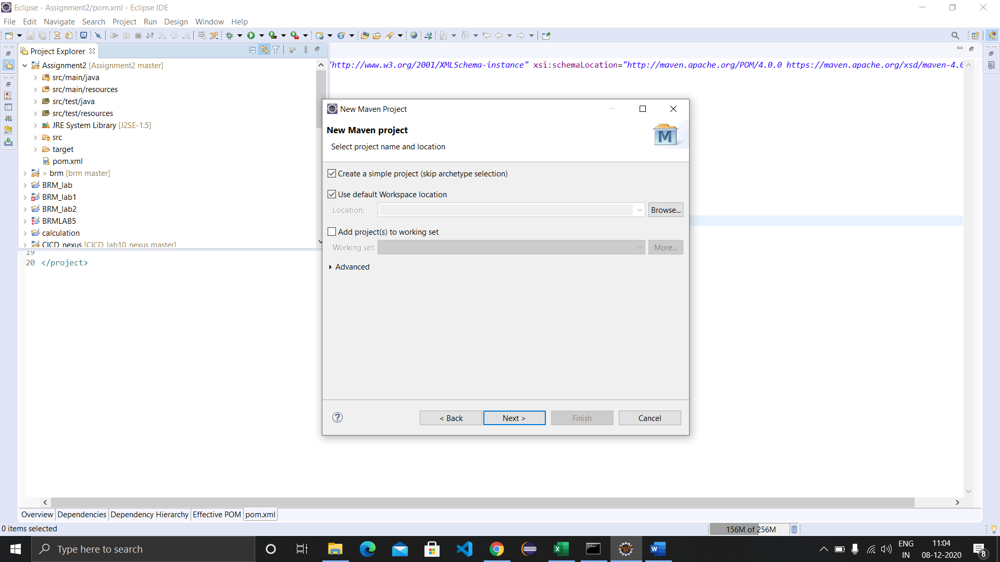 Eclipse - Assignment2/pom.xml - Eclipse IDE
File Edit Navigate Search Project Run Design Window Help
Project Explorer
Assignment2 [Assignment2 master]
src/main/java
src/main/resources
src/test/java
src/test/resources
JRE System Library [J2SE-1.5]
src
target
pom.xml
> brm [brm master]
BRM_lab
BRM_lab1
BRM_lab2
BRMLAB5
calculation
CICD_nexus [CICD_lab10_nexus master]
"http://www.w3.org/2001/XMLSchema-instance" xsi:schemaLocation="http://maven.apache.org/POM/4.0.0 https://maven.apache.org/xsd/maven-4.0
19
20 </project>
New Maven Project
New Maven project
Select project name and location
M
Create a simple project (skip archetype selection)
Use default Workspace location
Location: Browse...
Add project(s) to working set
Working set: More...
Advanced
< Back Next > Finish Cancel
Overview Dependencies Dependency Hierarchy Effective POM pom.xml
0 items selected
156M of 256M
Type here to search
ENG
IN
11:04
08-12-2020
8